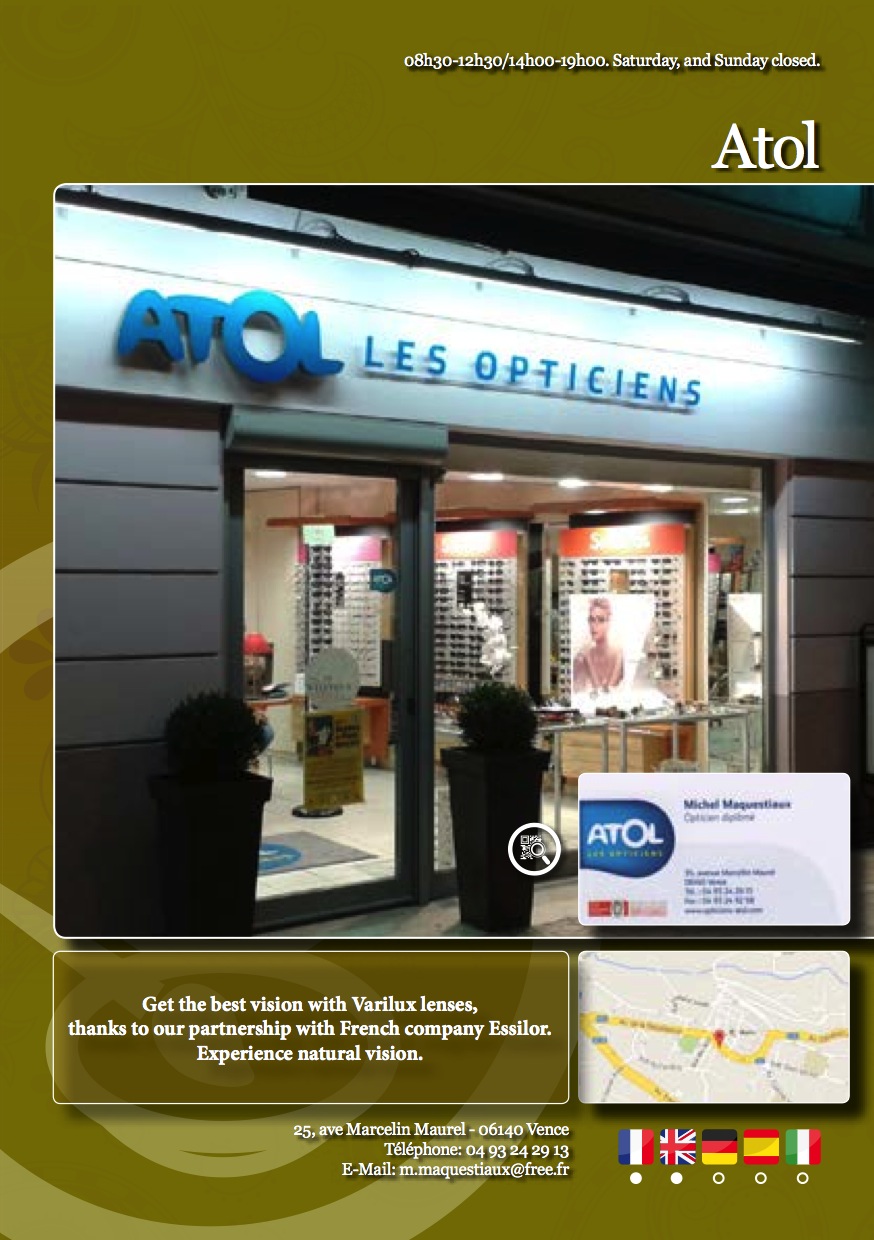 08h30-12h30/14h00-19h00. Saturday, and Sunday closed.
Atol
ATOL LES OPTICIENS
Michel Maquestiaux
Opticien diplômé
ATOL
LES OPTICIENS
Get the best vision with Varilux lenses,
thanks to our partnership with French company Essilor.
Experience natural vision.
25, ave Marcelin Maurel - 06140 Vence
Téléphone: 04 93 24 29 13
E-Mail: m.maquestiaux@free.fr